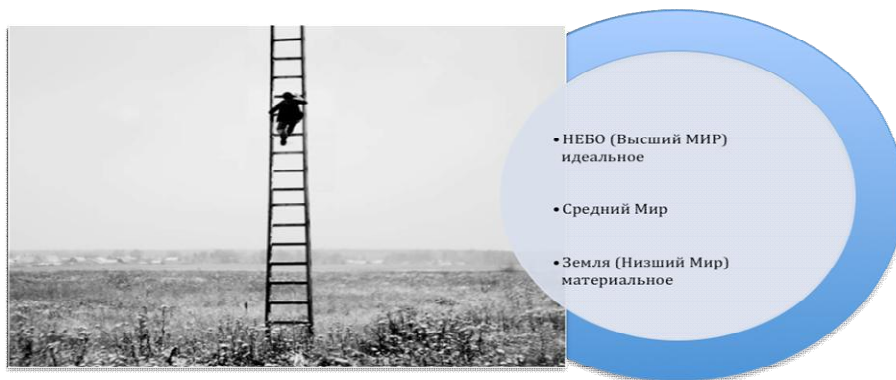 •НЕБО (Высший МИР)
идеальное
•Средний Мир
•Земля (Низший Мир)
материальное